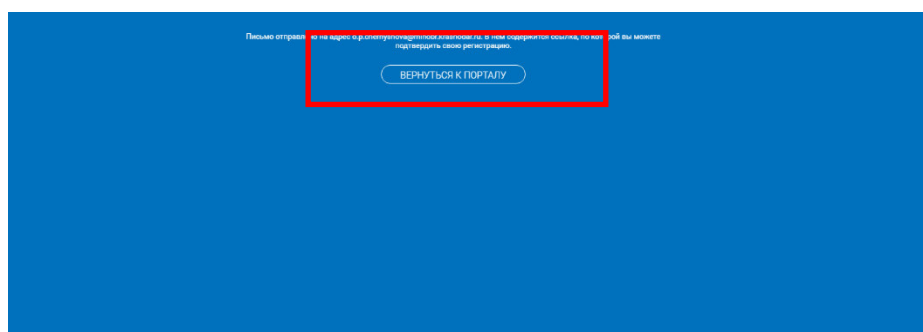 Письмо отправлено на адрес в нем содержится ссылка, по которой вы можете
подтвердить свою регистрацию.
ВЕРНУТЬСЯ К ПОРТАЛУ